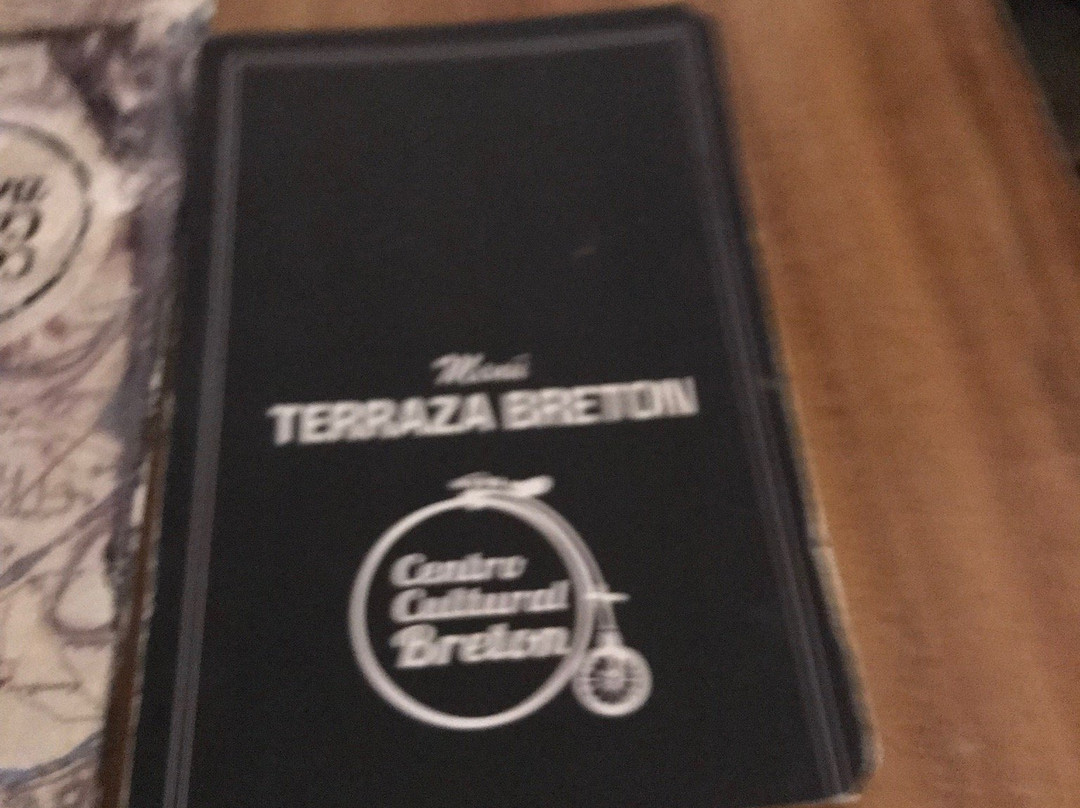 Menú
TERRAZA BRETON
Centro
Cultural
Breton